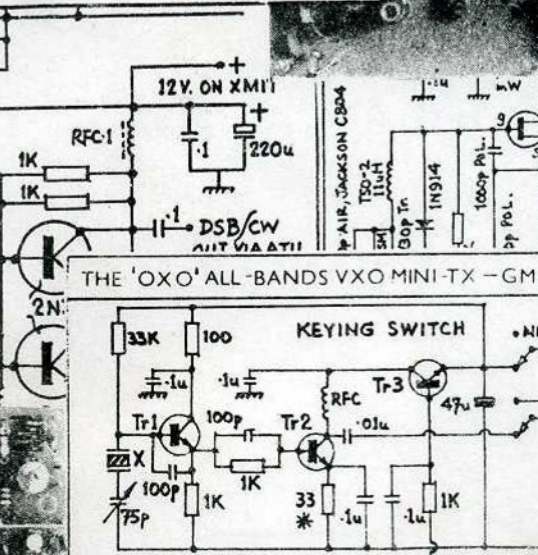 +
12V. ON XMIT
+
RFC·1
·1
220u
1K
1K
·1
DSB/CW
OUT VIA ATU
2N
AIR, JACKSON C804
T50-2
11uH
30p Tr.
1N914
1000p POL.
p POL.
·1u
mW
g
THE 'OXO' ALL-BANDS VXO MINI-TX – GM
KEYING SWITCH
33K
100
·1u
·1u
RFC
Tr3
47u
Tr1
100p
Tr2
·01u
X
100p
1K
75p
1K
33
*
·1u
·1u
1K